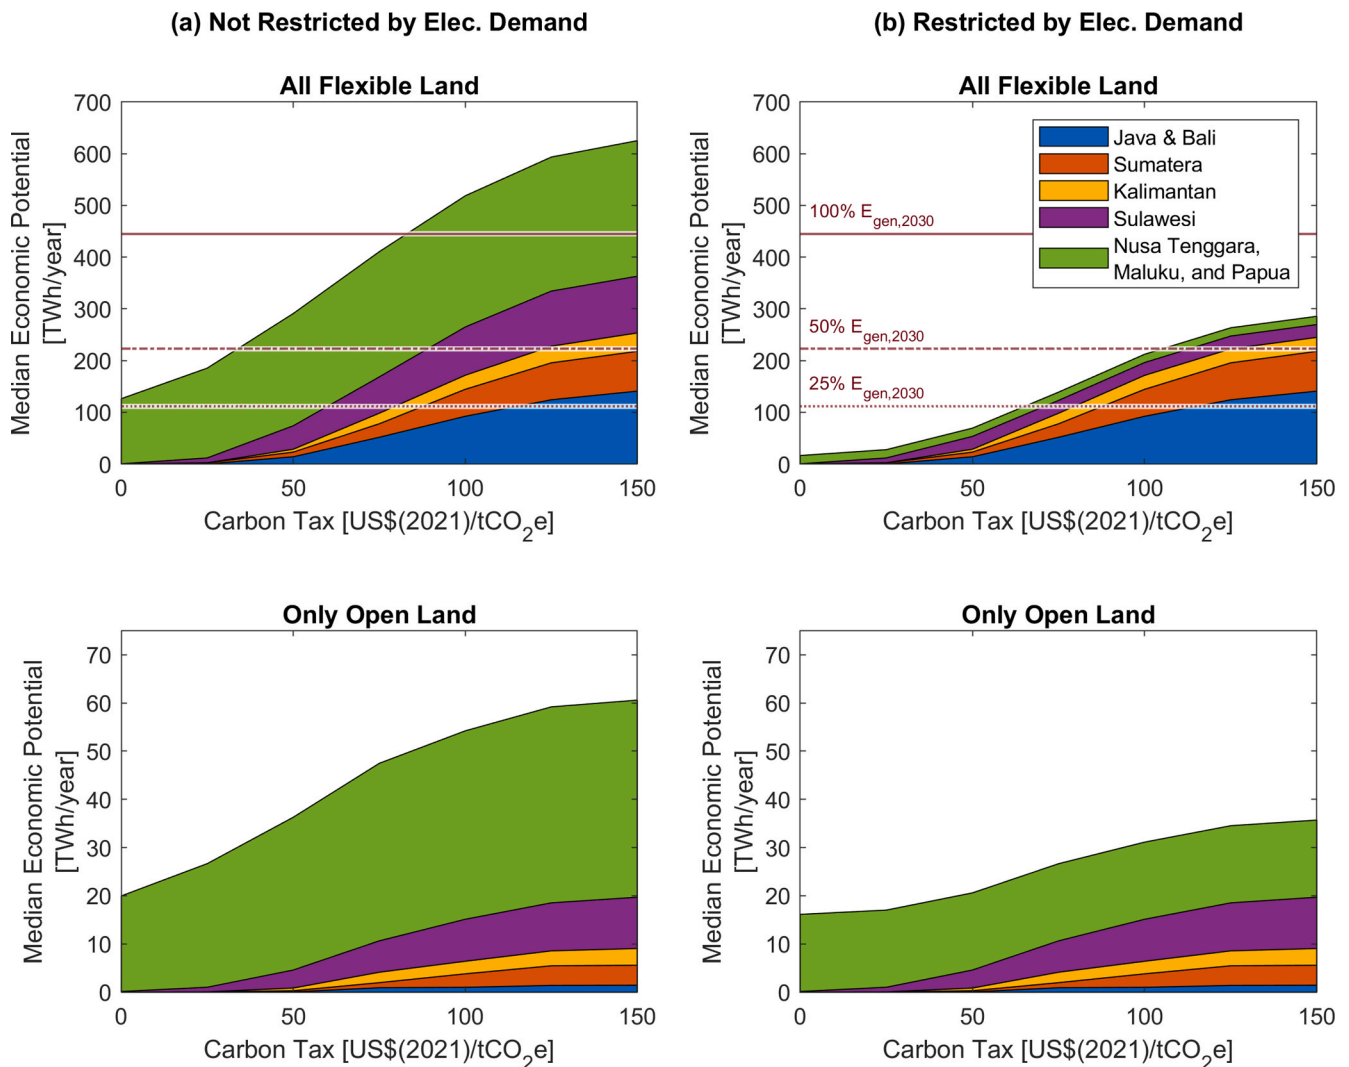 (a) Not Restricted by Elec. Demand
(b) Restricted by Elec. Demand
All Flexible Land
Median Economic Potential
[TWh/year]
700
600
500
400
300
200
100
0
0
50
100
150
Carbon Tax [US$(2021)/tCO2e]
All Flexible Land
Median Economic Potential
[TWh/year]
700
600
500
400
300
200
100
0
100% Egen,2030
50% Egen,2030
25% Egen,2030
Java & Bali
Sumatera
Kalimantan
Sulawesi
Nusa Tenggara,
Maluku, and Papua
0
50
100
150
Carbon Tax [US$(2021)/tCO2e]
Only Open Land
Median Economic Potential
[TWh/year]
70
60
50
40
30
20
10
0
0
50
100
150
Carbon Tax [US$(2021)/tCO2e]
Only Open Land
Median Economic Potential
[TWh/year]
70
60
50
40
30
20
10
0
0
50
100
150
Carbon Tax [US$(2021)/tCO2e]